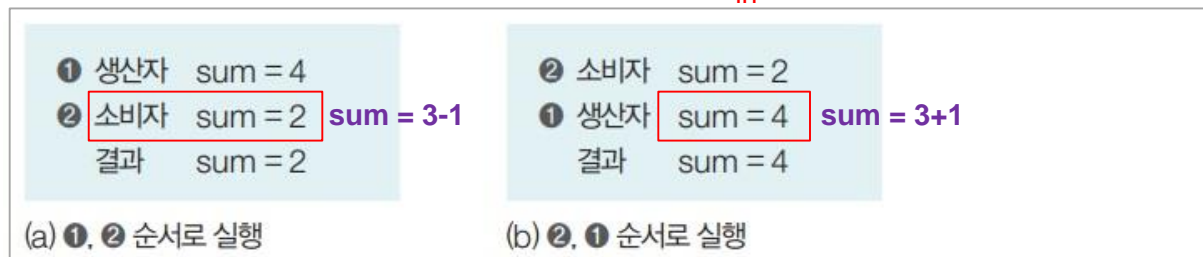 ❶ 생산자 sum = 4
❷ 소비자 sum = 2 sum = 3-1
결과 sum = 2
(a) ❶, ❷ 순서로 실행
❷ 소비자 sum = 2
❶ 생산자 sum = 4 sum = 3+1
결과 sum = 4
(b) ❷, ❶ 순서로 실행